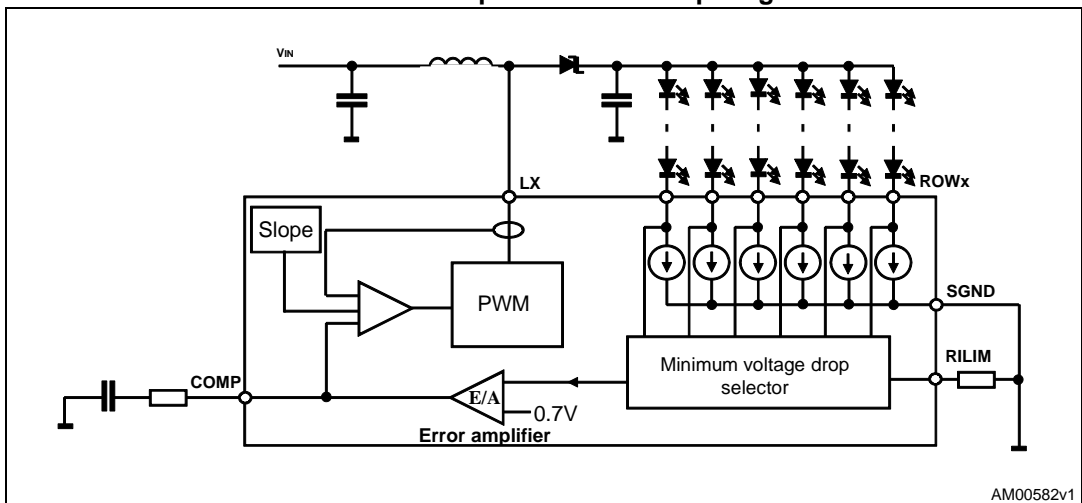 VIN
LX
ROWx
Slope
PWM
SGND
Minimum voltage drop
selector
RILIM
COMP
E/A
0.7V
Error amplifier
AM00582v1